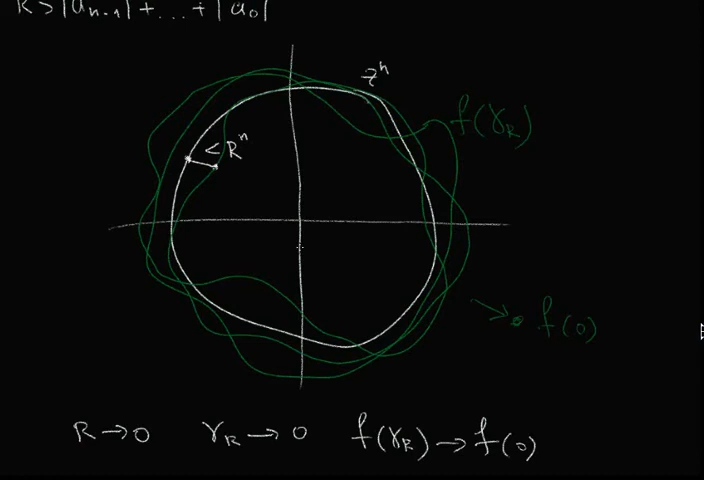 R > |a_{n-1}| + ... + |a_0|
z^n
f(γ_R)
< R^n
f(0)
R → 0 γ_R → 0 f(γ_R) → f(0)